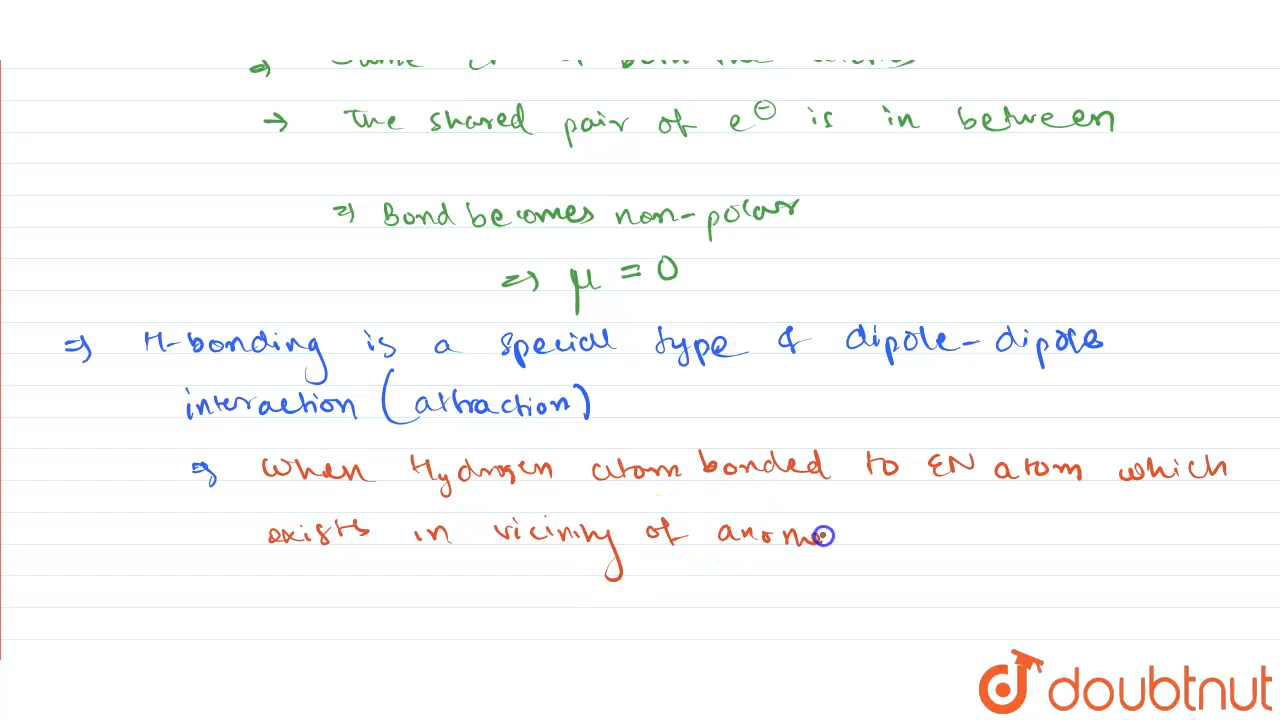 ⇒
→ The shared pair of e⊖ is in between
⇒ Bond becomes non-polar
⇒ μ = 0
⇒ H-bonding is a special type of dipole-dipole
interaction (attraction)
⇒ When Hydrogen atom bonded to EN atom which
exists in vicinity of
doubtnut